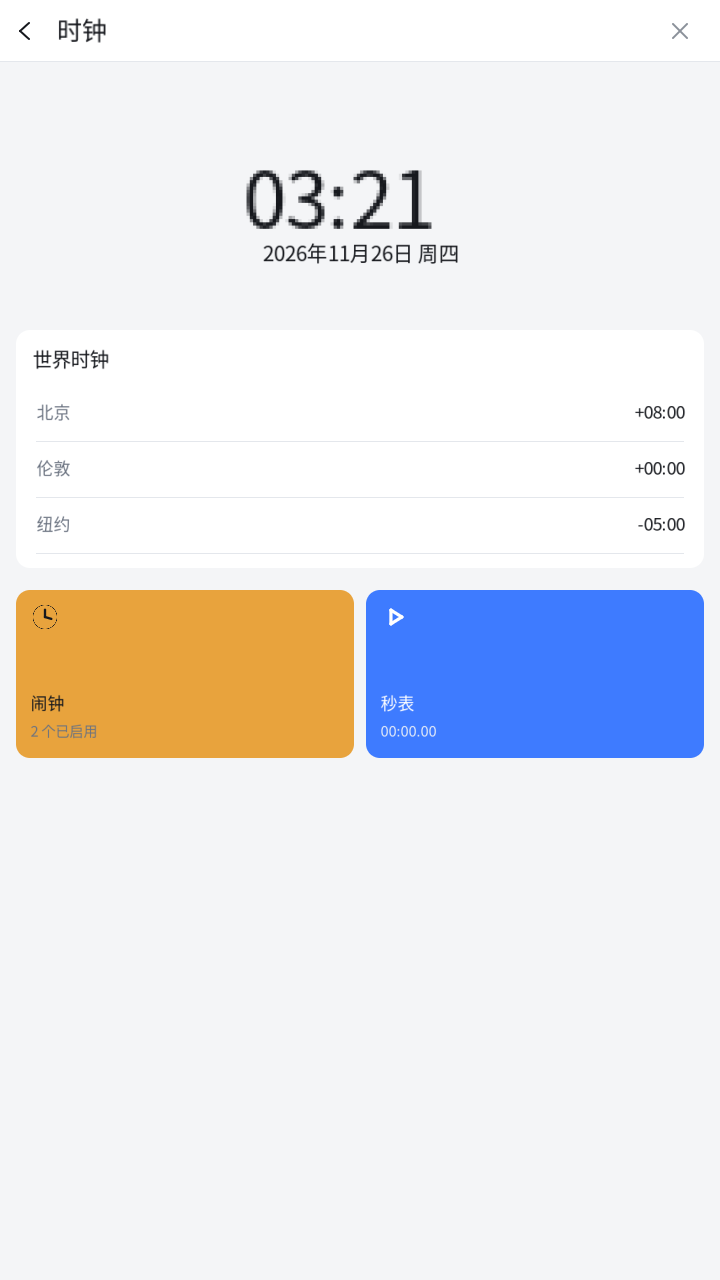 时钟
03:21
2026年11月26日 周四
世界时钟
北京 +08:00
伦敦 +00:00
纽约 -05:00
闹钟
2 个已启用
秒表
00:00.00